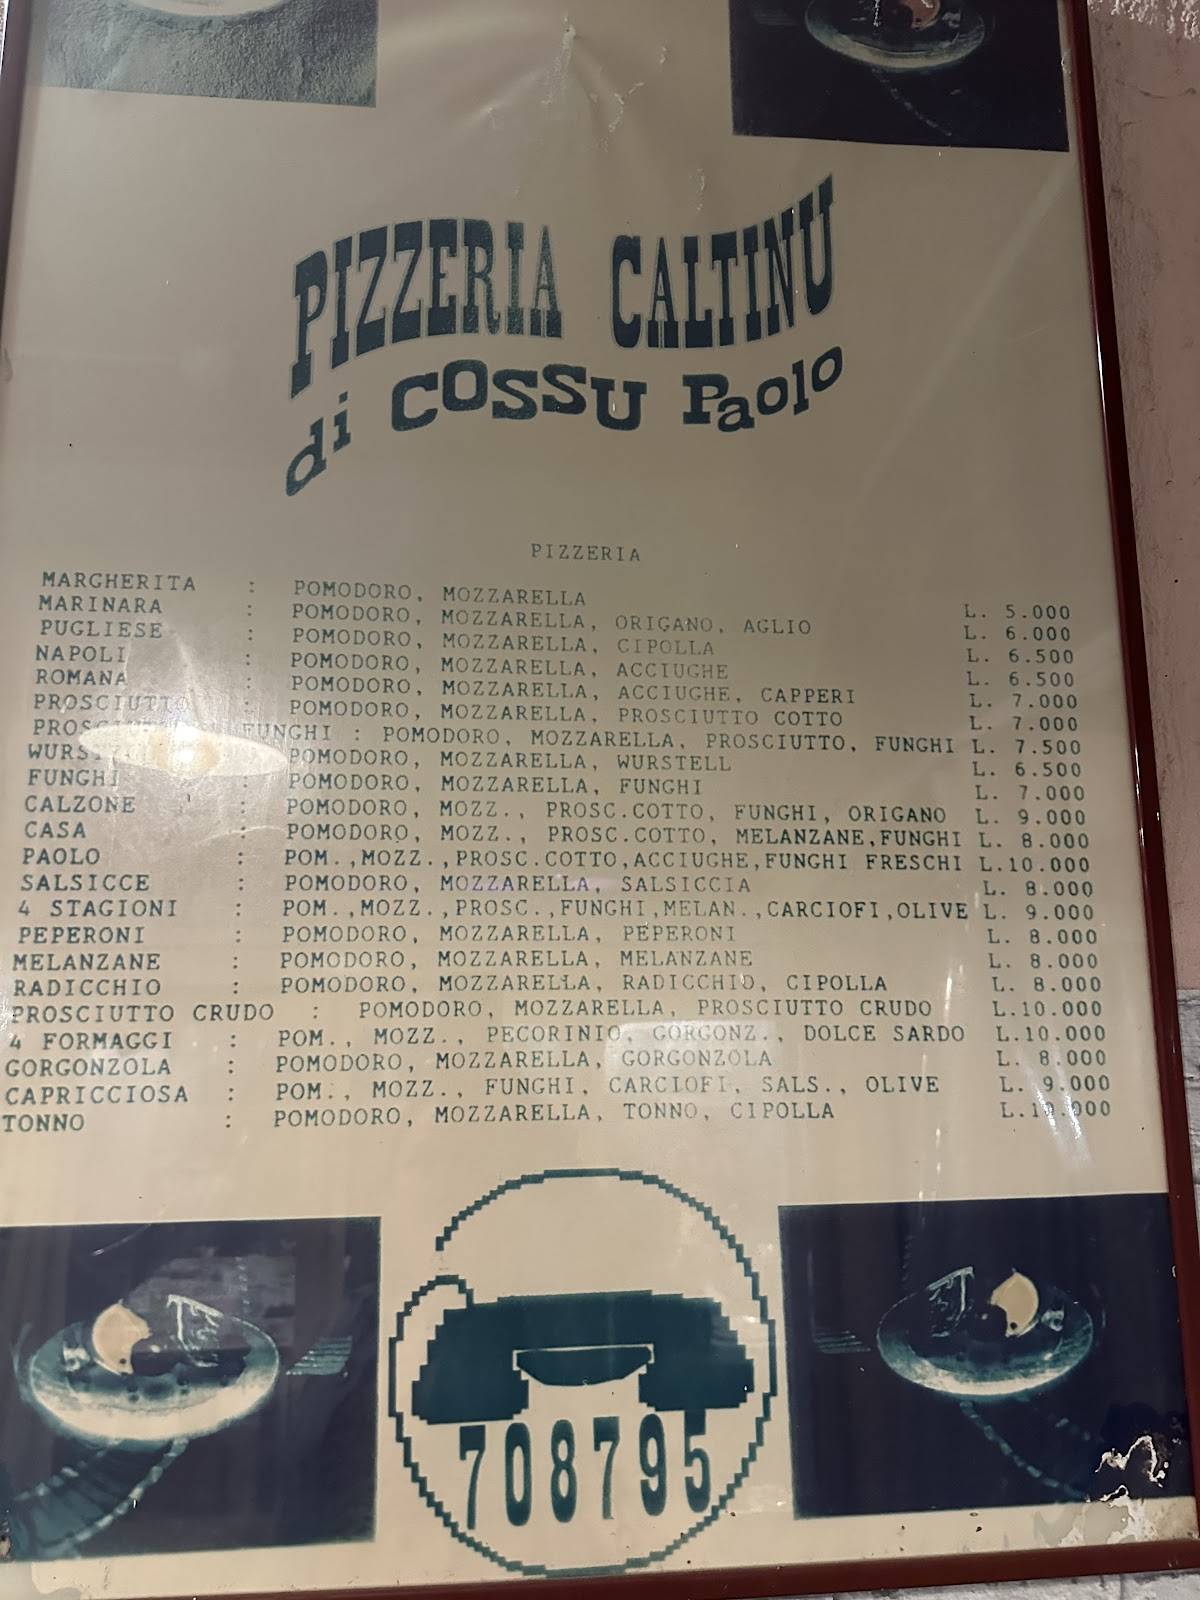 PIZZERIA CALTINU
di COSSU Paolo
PIZZERIA
MARGHERITA : POMODORO, MOZZARELLA L. 5.000
MARINARA : POMODORO, MOZZARELLA, ORIGANO, AGLIO L. 6.000
PUGLIESE : POMODORO, MOZZARELLA, CIPOLLA L. 6.500
NAPOLI : POMODORO, MOZZARELLA, ACCIUGHE L. 6.500
ROMANA : POMODORO, MOZZARELLA, ACCIUGHE, CAPPERI L. 7.000
PROSCIUTTO : POMODORO, MOZZARELLA, PROSCIUTTO COTTO L. 7.000
FUNGHI : POMODORO, MOZZARELLA, PROSCIUTTO, FUNGHI L. 7.500
POMODORO, MOZZARELLA, WURSTELL L. 6.500
FUNGHI : POMODORO, MOZZARELLA, FUNGHI L. 7.000
CALZONE : POMODORO, MOZZ., PROSC.COTTO, FUNGHI, ORIGANO L. 9.000
CASA : POMODORO, MOZZ., PROSC.COTTO, MELANZANE,FUNGHI L. 8.000
PAOLO : POM.,MOZZ.,PROSC.COTTO,ACCIUGHE,FUNGHI FRESCHI L.10.000
SALSICCE : POMODORO, MOZZARELLA, SALSICCIA L. 8.000
4 STAGIONI : POM.,MOZZ.,PROSC.,FUNGHI,MELAN.,CARCIOFI,OLIVE L. 9.000
PEPERONI : POMODORO, MOZZARELLA, PEPERONI L. 8.000
MELANZANE : POMODORO, MOZZARELLA, MELANZANE L. 8.000
RADICCHIO : POMODORO, MOZZARELLA, RADICCHIO, CIPOLLA L. 8.000
PROSCIUTTO CRUDO : POMODORO, MOZZARELLA, PROSCIUTTO CRUDO L.10.000
4 FORMAGGI : POM., MOZZ., PECORINIO, GORGONZ., DOLCE SARDO L.10.000
GORGONZOLA : POMODORO, MOZZARELLA, GORGONZOLA L. 8.000
CAPRICCIOSA : POM., MOZZ., FUNGHI, CARCIOFI, SALS., OLIVE L. 9.000
TONNO : POMODORO, MOZZARELLA, TONNO, CIPOLLA
708795